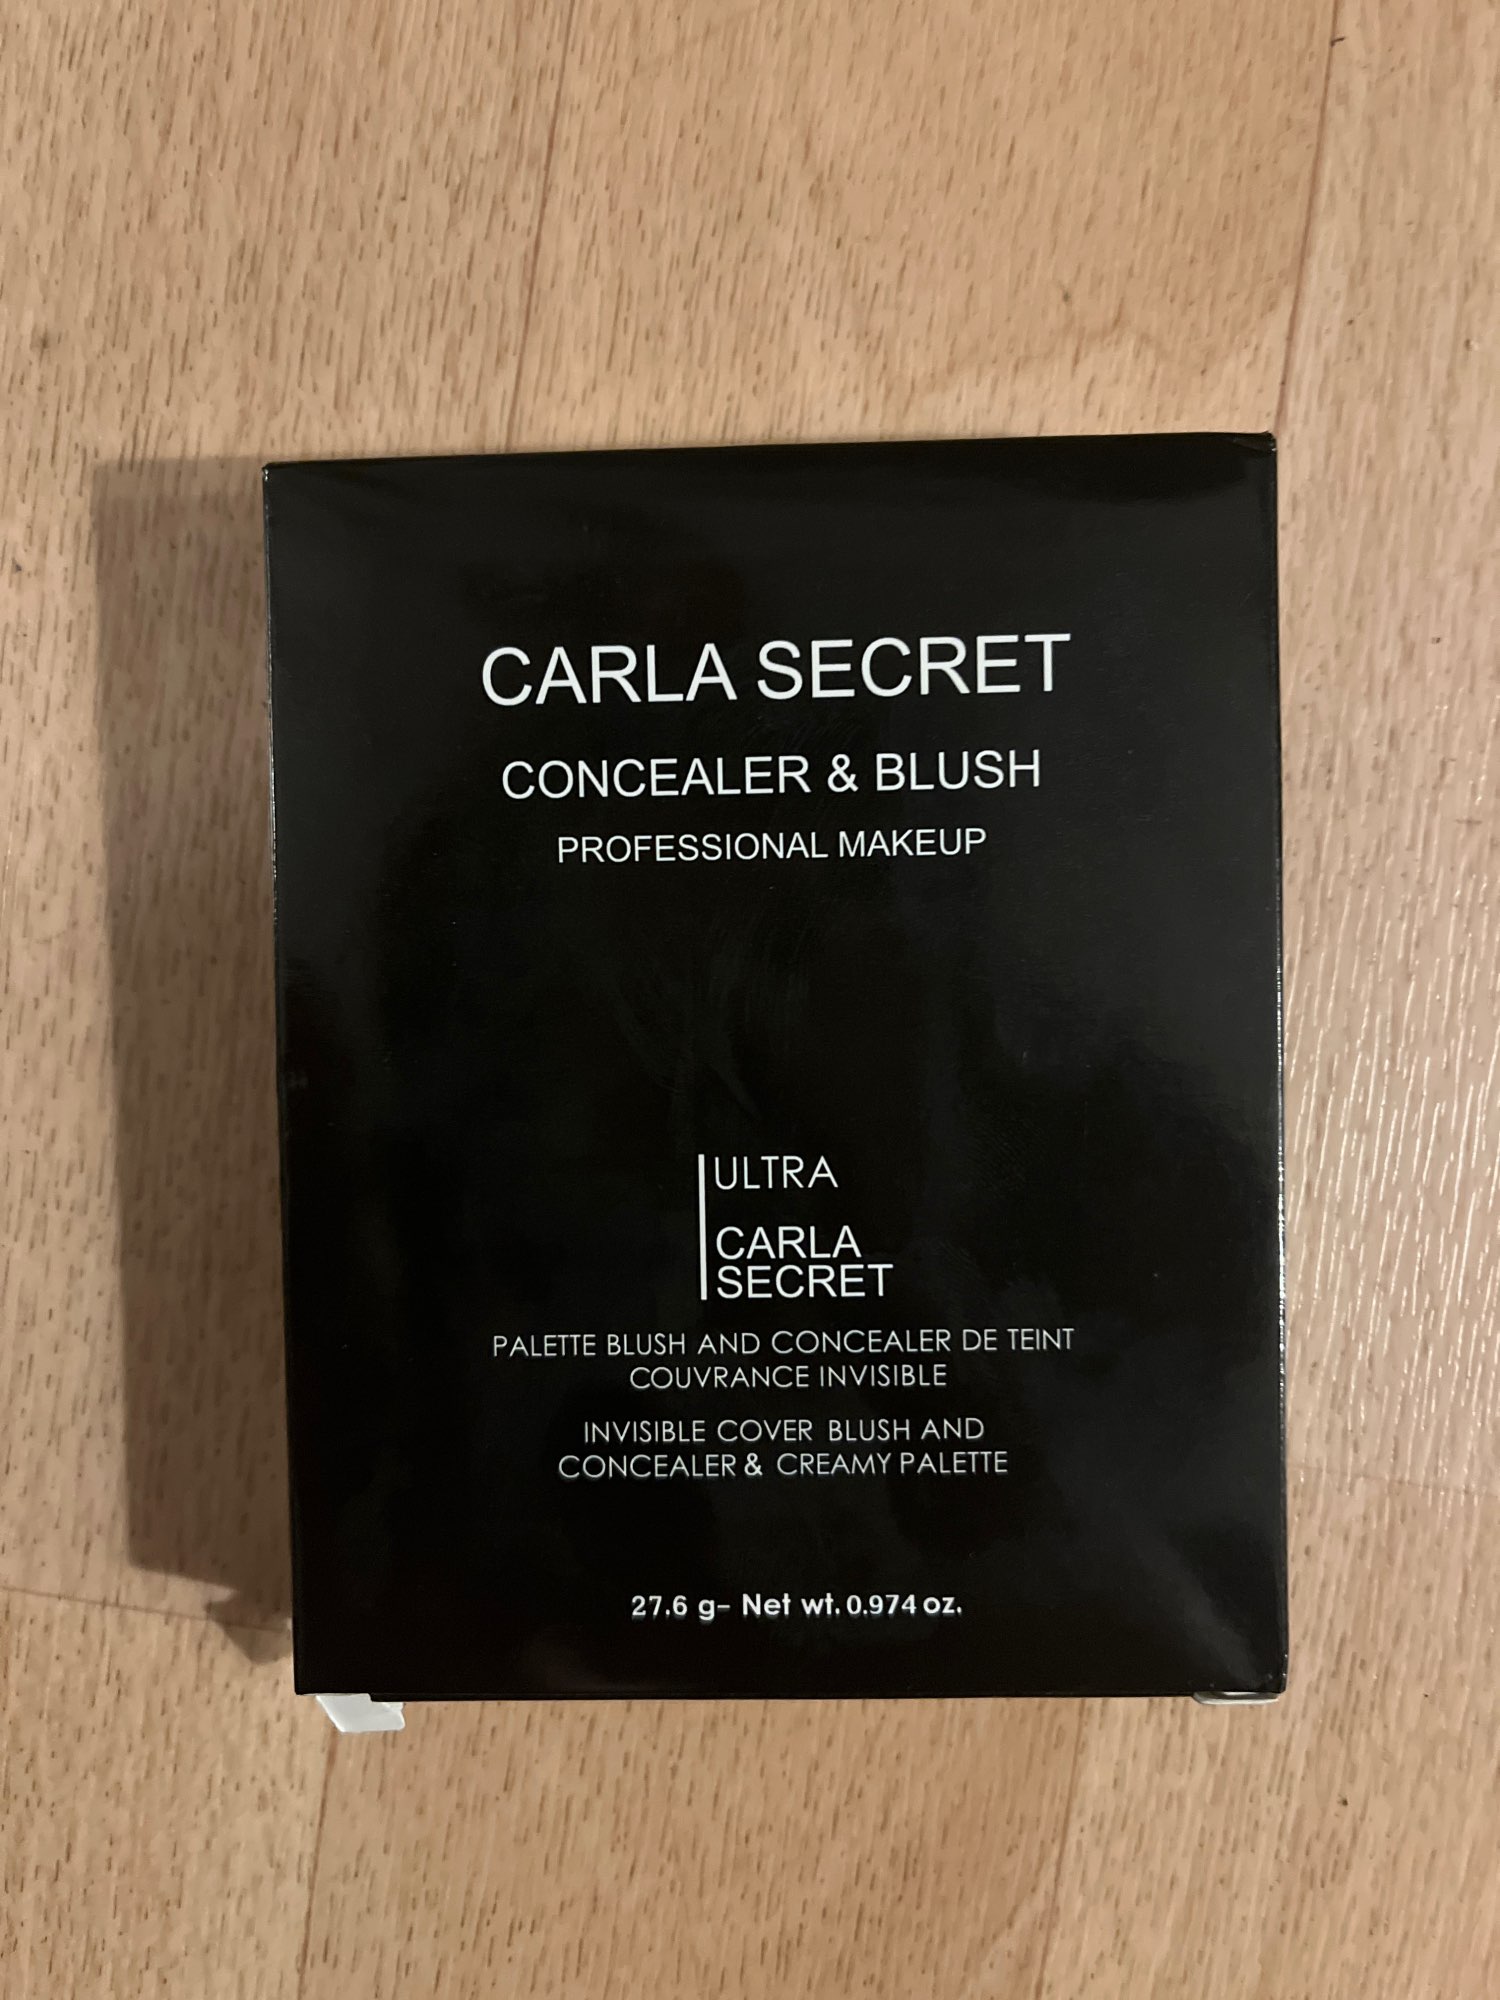 CARLA SECRET
CONCEALER & BLUSH
PROFESSIONAL MAKEUP
ULTRA
CARLA
SECRET
PALETTE BLUSH AND CONCEALER DE TEINT
COUVRANCE INVISIBLE
INVISIBLE COVER BLUSH AND
CONCEALER & CREAMY PALETTE
27.6 g- Net wt. 0.974 oz.